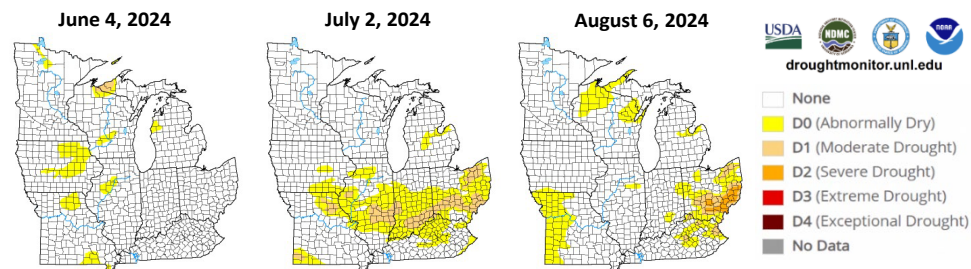 June 4, 2024
July 2, 2024
August 6, 2024
USDA
NDMC
NOAA
droughtmonitor.unl.edu
None
D0 (Abnormally Dry)
D1 (Moderate Drought)
D2 (Severe Drought)
D3 (Extreme Drought)
D4 (Exceptional Drought)
No Data